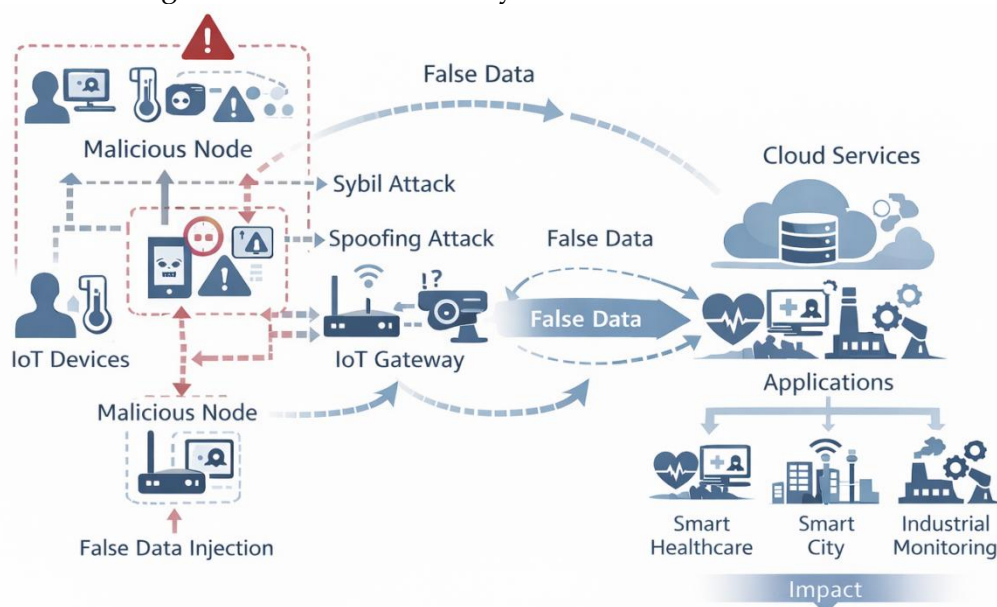 False Data
Malicious Node
Cloud Services
Sybil Attack
Spoofing Attack
False Data
!?
False Data
IoT Devices
IoT Gateway
Applications
Malicious Node
False Data Injection
Smart
Healthcare
Smart
City
Industrial
Monitoring
Impact